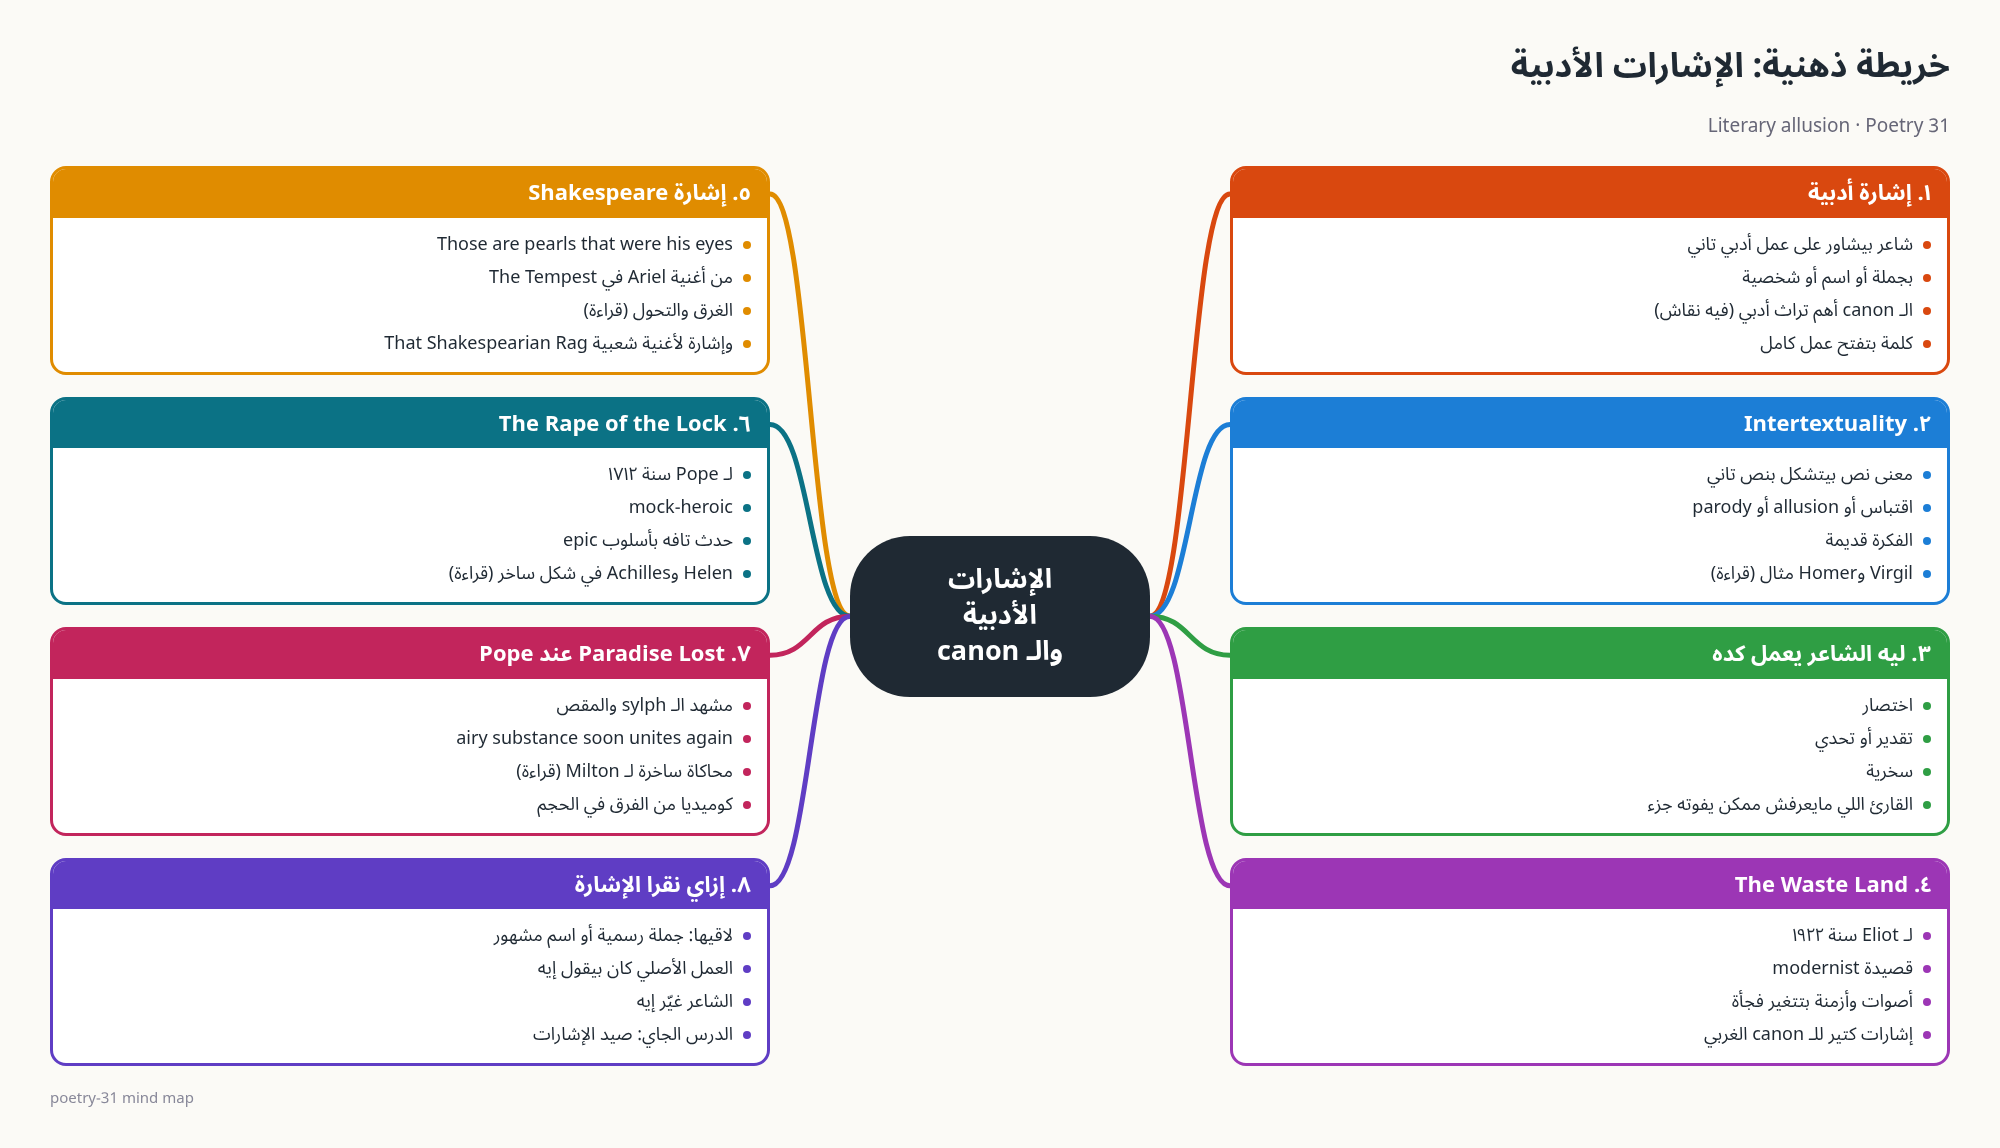 خريطة ذهنية: الإشارات الأدبية
Literary allusion · Poetry 31
١. إشارة أدبية
شاعر بيشاور على عمل أدبي تاني
بجملة أو اسم أو شخصية
الـ canon أهم تراث أدبي (فيه نقاش)
كلمة بتفتح عمل كامل
٢. Intertextuality
معنى نص بيتشكل بنص تاني
اقتباس أو allusion أو parody
الفكرة قديمة
Virgil وHomer مثال (قراءة)
٣. ليه الشاعر يعمل كده
اختصار
تقدير أو تحدي
سخرية
القارئ اللي مايعرفش ممكن يفوته جزء
٤. The Waste Land
لـ Eliot سنة ١٩٢٢
قصيدة modernist
أصوات وأزمنة بتتغير فجأة
إشارات كتير للـ canon الغربي
الإشارات
الأدبية
والـ canon
٥. إشارة Shakespeare
Those are pearls that were his eyes
من أغنية Ariel في The Tempest
الغرق والتحول (قراءة)
وإشارة لأغنية شعبية That Shakespearian Rag
٦. The Rape of the Lock
لـ Pope سنة ١٧١٢
mock-heroic
حدث تافه بأسلوب epic
Helen وAchilles في شكل ساخر (قراءة)
٧. Paradise Lost عند Pope
مشهد الـ sylph والمقص
airy substance soon unites again
محاكاة ساخرة لـ Milton (قراءة)
كوميديا من الفرق في الحجم
٨. إزاي نقرا الإشارة
لاقيها: جملة رسمية أو اسم مشهور
العمل الأصلي كان بيقول إيه
الشاعر غيّر إيه
الدرس الجاي: صيد الإشارات
poetry-31 mind map